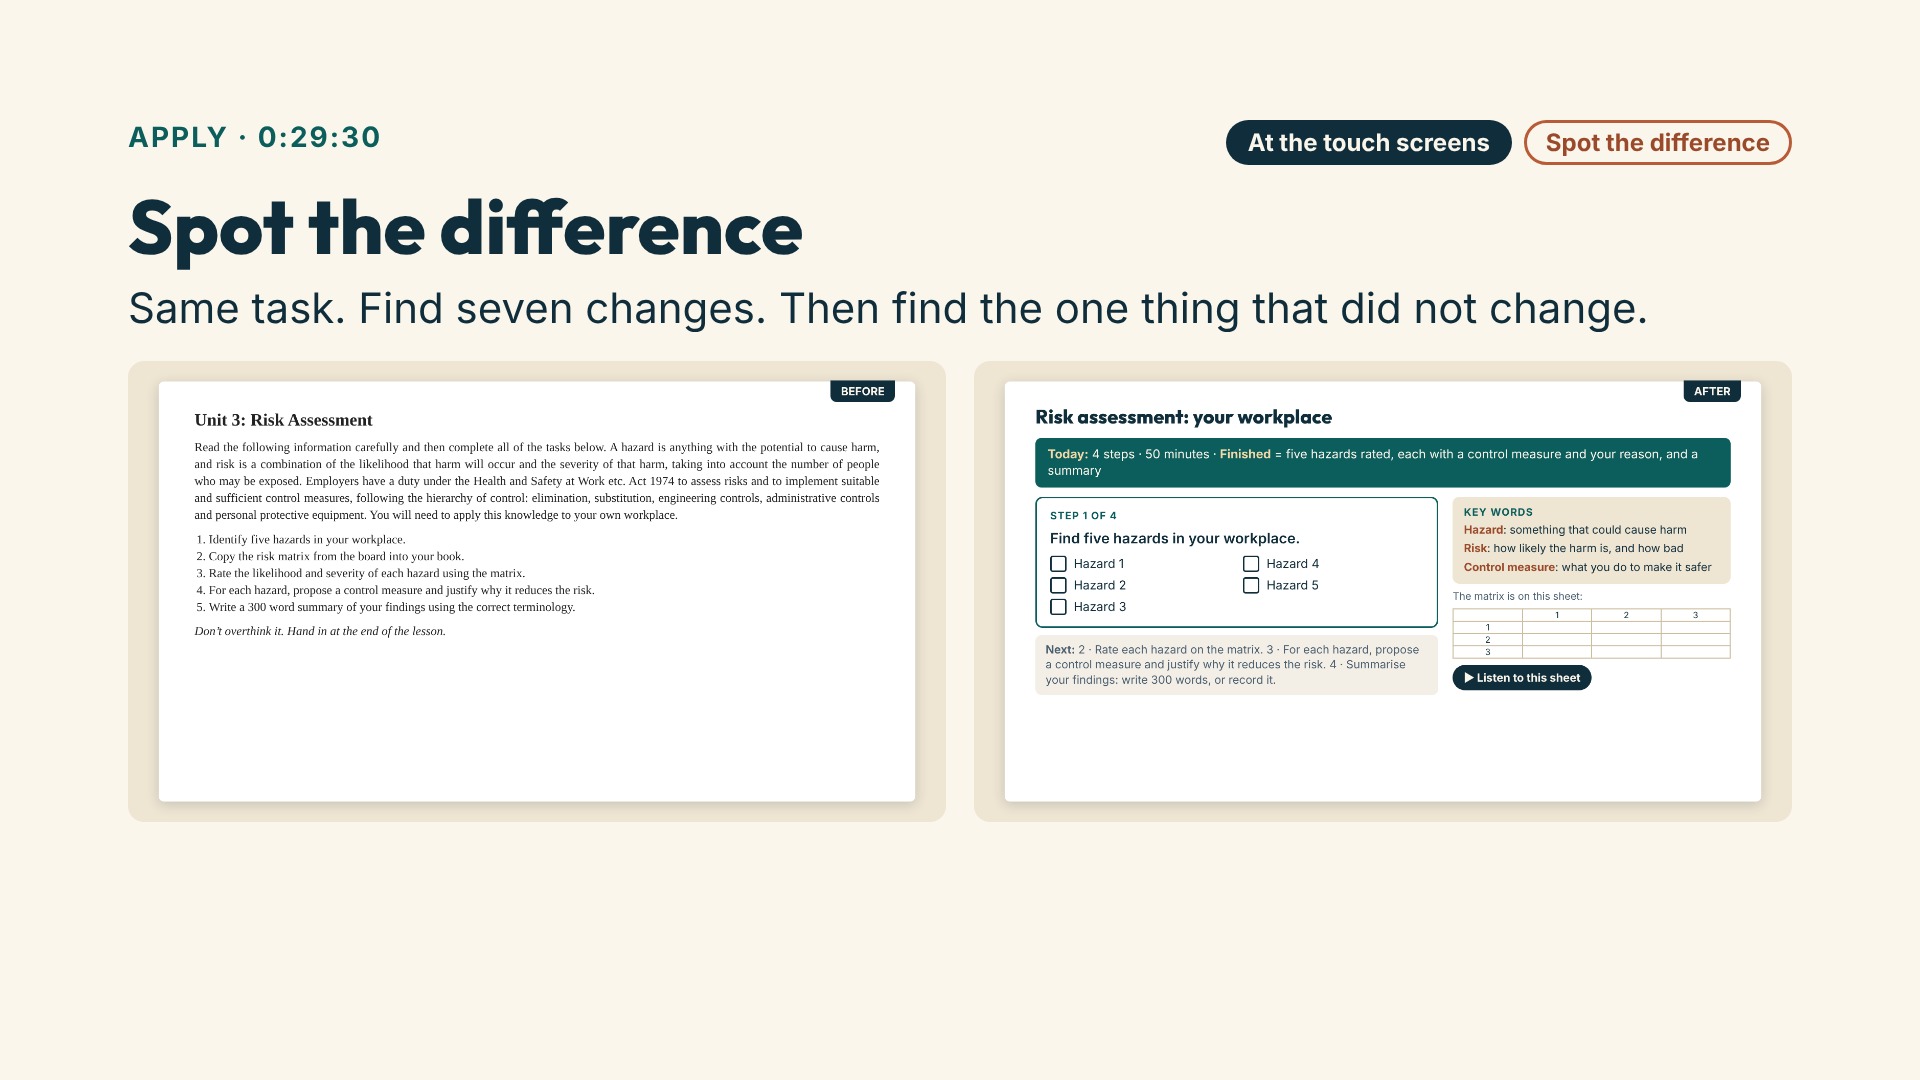 APPLY · 0:29:30
At the touch screens
Spot the difference
Spot the difference
Same task. Find seven changes. Then find the one thing that did not change.
BEFORE
Unit 3: Risk Assessment
Read the following information carefully and then complete all of the tasks below. A hazard is anything with the potential to cause harm,
and risk is a combination of the likelihood that harm will occur and the severity of that harm, taking into account the number of people
who may be exposed. Employers have a duty under the Health and Safety at Work etc. Act 1974 to assess risks and to implement suitable
and sufficient control measures, following the hierarchy of control: elimination, substitution, engineering controls, administrative controls
and personal protective equipment. You will need to apply this knowledge to your own workplace.
1. Identify five hazards in your workplace.
2. Copy the risk matrix from the board into your book.
3. Rate the likelihood and severity of each hazard using the matrix.
4. For each hazard, propose a control measure and justify why it reduces the risk.
5. Write a 300 word summary of your findings using the correct terminology.
Don't overthink it. Hand in at the end of the lesson.
AFTER
Risk assessment: your workplace
Today: 4 steps · 50 minutes · Finished = five hazards rated, each with a control measure and your reason, and a
summary
STEP 1 OF 4
Find five hazards in your workplace.
Hazard 1
Hazard 2
Hazard 3
Hazard 4
Hazard 5
Next: 2 · Rate each hazard on the matrix. 3 · For each hazard, propose
a control measure and justify why it reduces the risk. 4 · Summarise
your findings: write 300 words, or record it.
KEY WORDS
Hazard: something that could cause harm
Risk: how likely the harm is, and how bad
Control measure: what you do to make it safer
The matrix is on this sheet:
1 2 3
1
2
3
▶ Listen to this sheet